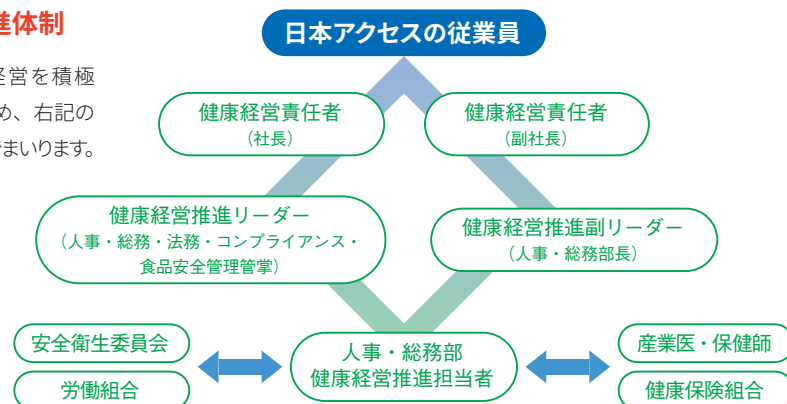 進体制
経営を積極
め、右記の
まいります。
日本アクセスの従業員
健康経営責任者
（社長）
健康経営責任者
（副社長）
健康経営推進リーダー
（人事・総務・法務・コンプライアンス・
食品安全管理管掌）
健康経営推進副リーダー
（人事・総務部長）
安全衛生委員会
労働組合
人事・総務部
健康経営推進担当者
産業医・保健師
健康保険組合